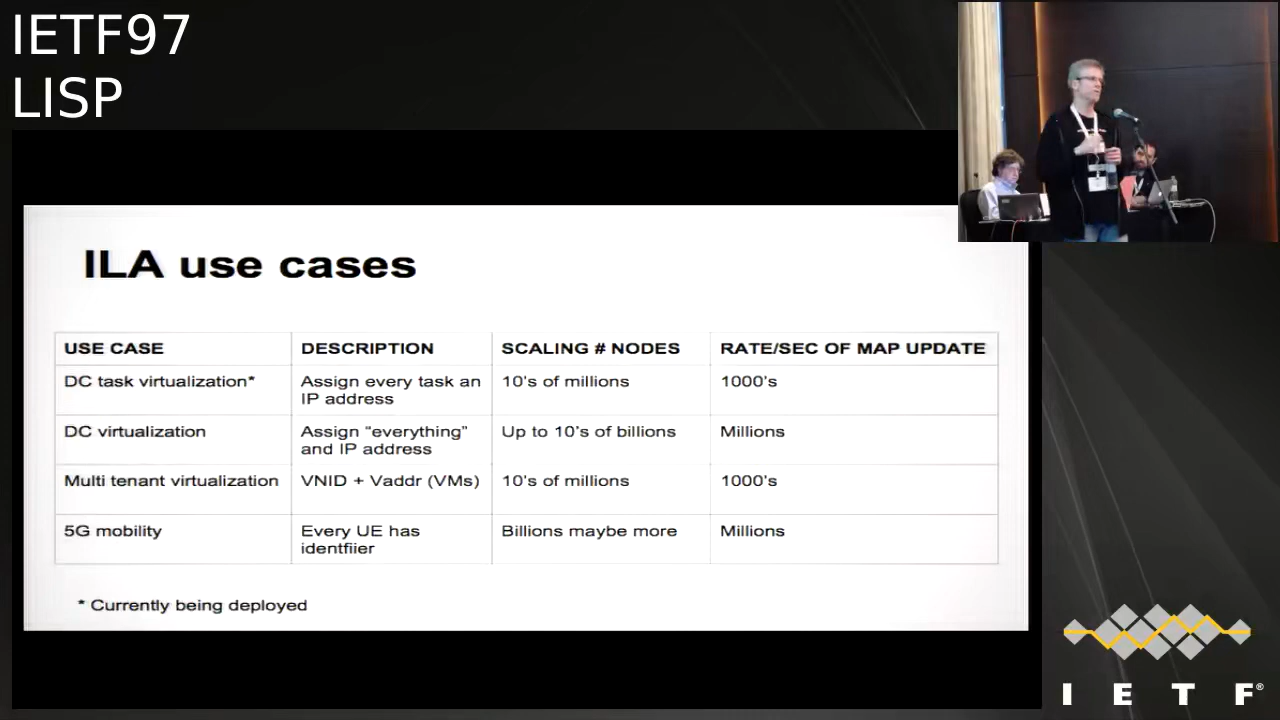 IETF97
LISP
ILA use cases
USE CASE DESCRIPTION SCALING # NODES RATE/SEC OF MAP UPDATE
DC task virtualization* Assign every task an IP address 10's of millions 1000's
DC virtualization Assign “everything” and IP address Up to 10's of billions Millions
Multi tenant virtualization VNID + Vaddr (VMs) 10's of millions 1000's
5G mobility Every UE has identfiier Billions maybe more Millions
* Currently being deployed
I E T F®